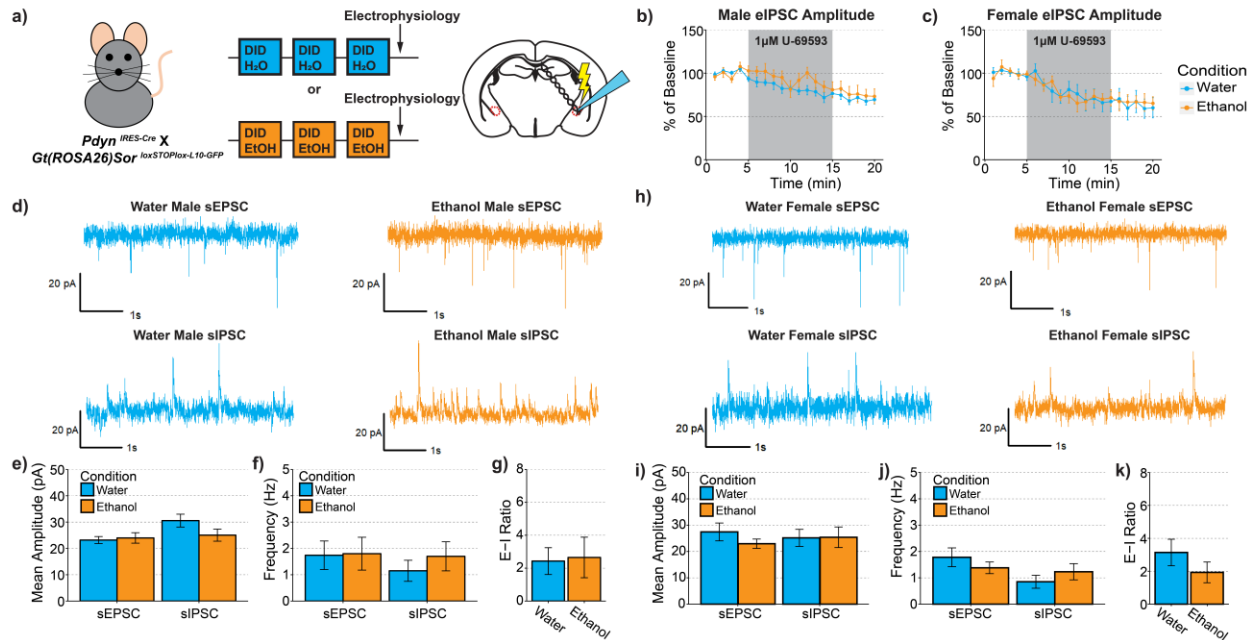 a)
Electrophysiology
DID H₂O
DID H₂O
DID H₂O
or
Electrophysiology
DID EtOH
DID EtOH
DID EtOH
Pdyn IRES-Cre X
Gt(ROSA26)Sor loxSTOPlox-L10-GFP
b)
Male eIPSC Amplitude
1µM U-69593
% of Baseline
150
100
50
0
0 5 10 15 20
Time (min)
c)
Female eIPSC Amplitude
1µM U-69593
% of Baseline
150
100
50
0
0 5 10 15 20
Time (min)
Condition
Water
Ethanol
d)
Water Male sEPSC
20 pA
1s
Ethanol Male sEPSC
20 pA
1s
Water Male sIPSC
20 pA
1s
Ethanol Male sIPSC
20 pA
1s
h)
Water Female sEPSC
20 pA
1s
Ethanol Female sEPSC
20 pA
1s
Water Female sIPSC
20 pA
1s
Ethanol Female sIPSC
20 pA
1s
e)
Mean Amplitude (pA)
50
40
30
20
10
0
Condition
Water
Ethanol
sEPSC sIPSC
f)
Frequency (Hz)
5
4
3
2
1
0
Condition
Water
Ethanol
sEPSC sIPSC
g)
E−I Ratio
8
6
4
2
0
Water Ethanol
i)
Mean Amplitude (pA)
50
40
30
20
10
0
Condition
Water
Ethanol
sEPSC sIPSC
j)
Frequency (Hz)
5
4
3
2
1
0
Condition
Water
Ethanol
sEPSC sIPSC
k)
E−I Ratio
8
6
4
2
0
Water Ethanol